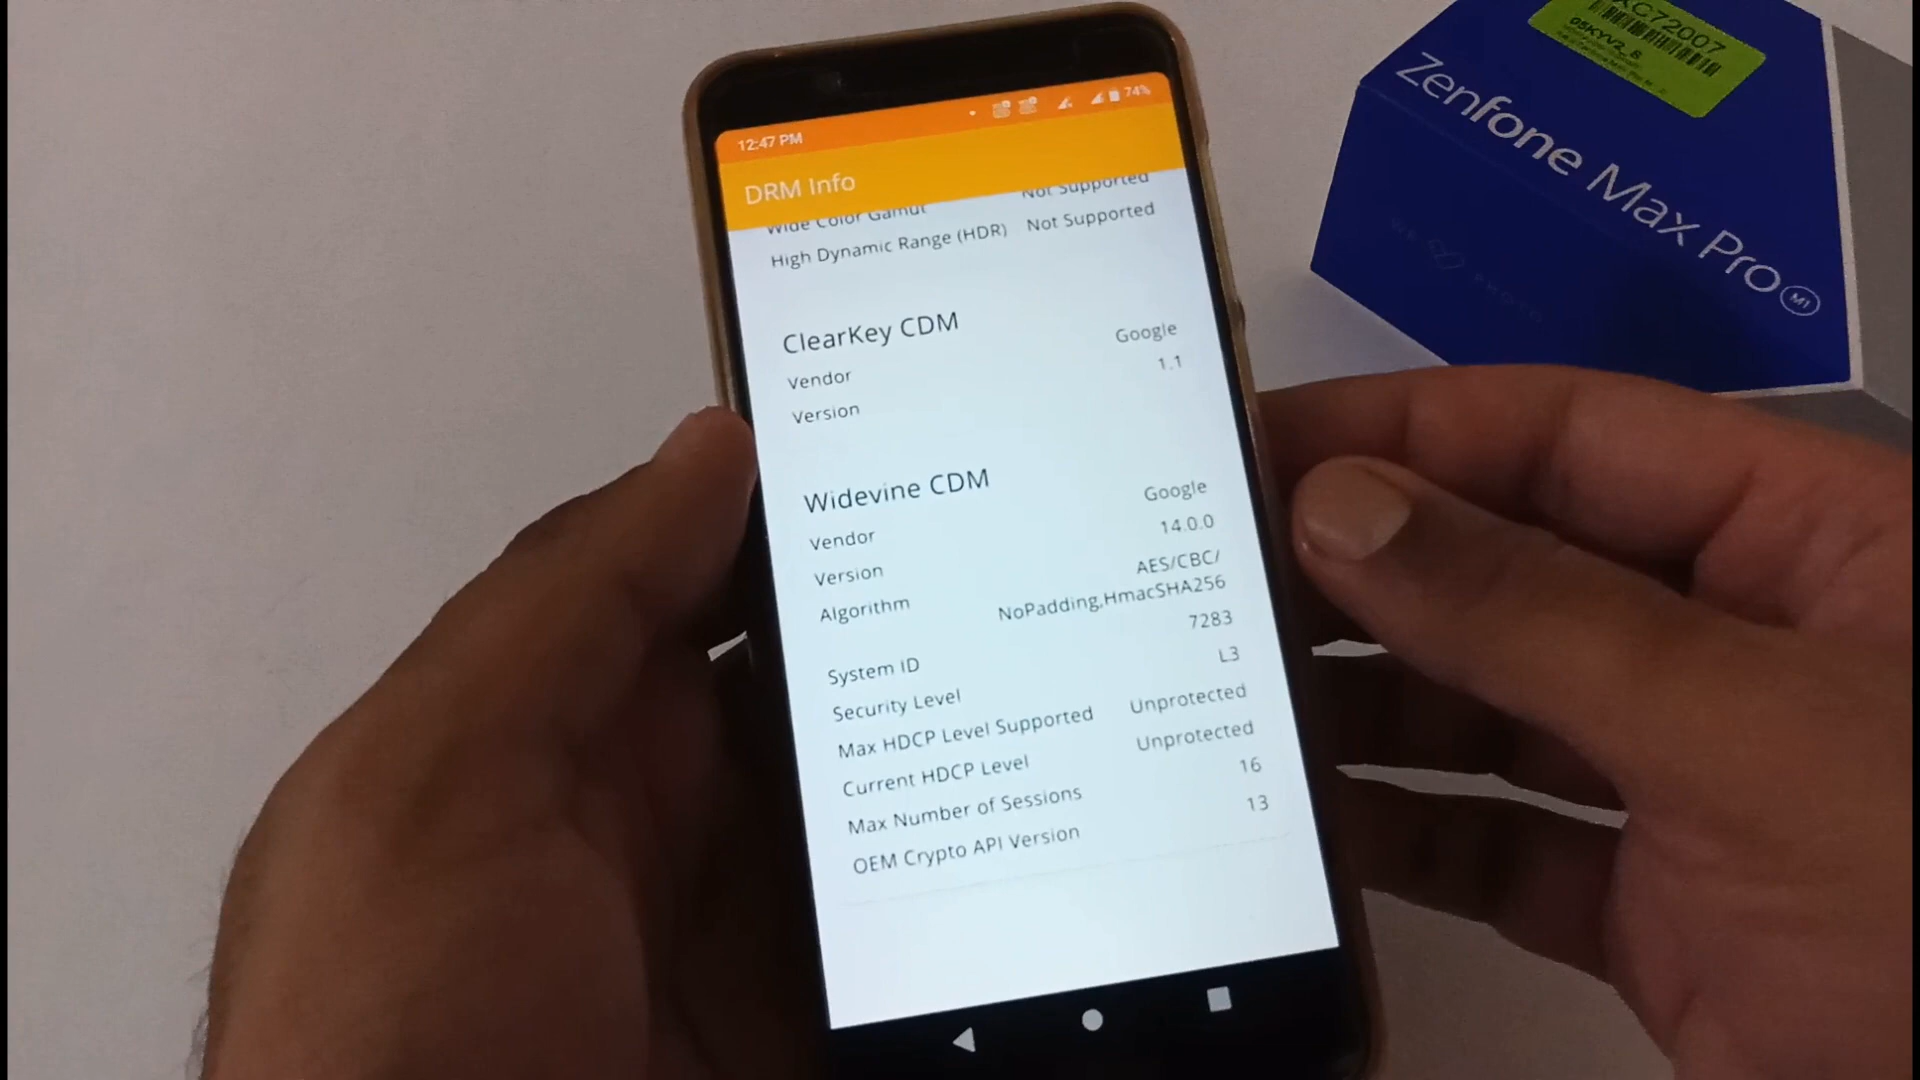 XC72007
05KYV2_B
Zenfone Max Pro M1
12:47 PM
74%
DRM Info
Wide Color Gamut Not Supported
High Dynamic Range (HDR) Not Supported
ClearKey CDM
Vendor Google
Version 1.1
Widevine CDM
Vendor Google
Version 14.0.0
Algorithm AES/CBC/
NoPadding,HmacSHA256
System ID 7283
Security Level L3
Max HDCP Level Supported Unprotected
Current HDCP Level Unprotected
Max Number of Sessions 16
OEM Crypto API Version 13